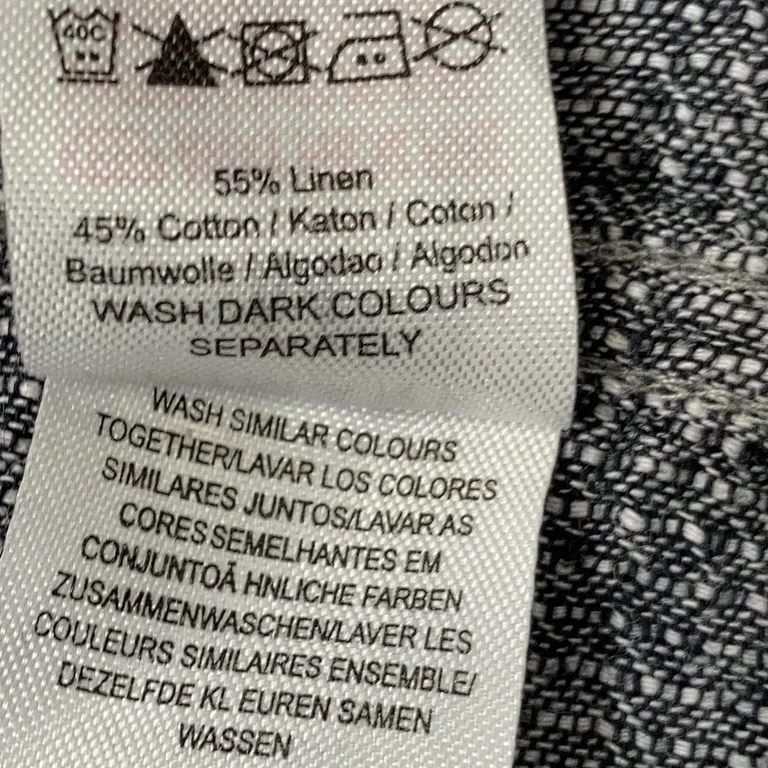 40C
55% Linen
45% Cotton / Katon / Coton /
Baumwolle / Algodao / Algodon
WASH DARK COLOURS
SEPARATELY
WASH SIMILAR COLOURS
TOGETHER/LAVAR LOS COLORES
SIMILARES JUNTOS/LAVAR AS
CORES SEMELHANTES EM
CONJUNTOÃ HNLICHE FARBEN
ZUSAMMENWASCHEN/LAVER LES
COULEURS SIMILAIRES ENSEMBLE/
DEZELFDE KL EUREN SAMEN
WASSEN